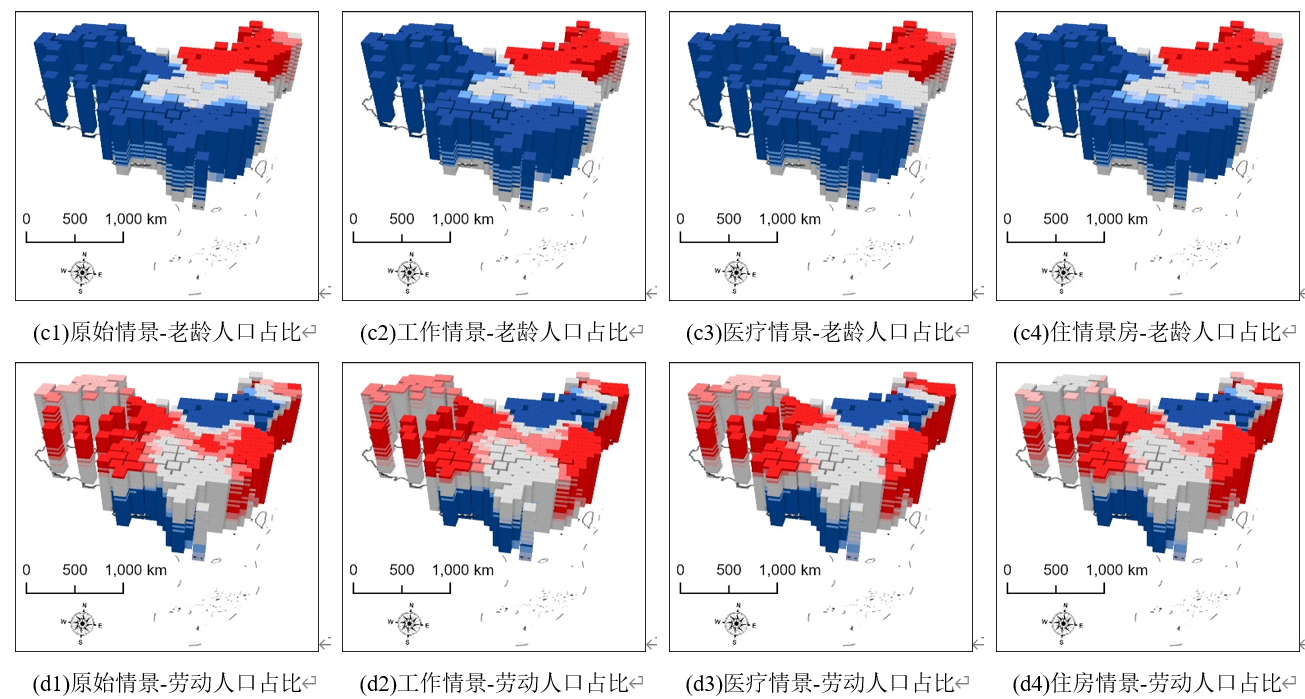 0 500 1,000 km 0 500 1,000 km 0 500 1,000 km 0 500 1,000 km
N N N N
W E W E W E W E
S S S S
(c1)原始情景-老龄人口占比 (c2)工作情景-老龄人口占比 (c3)医疗情景-老龄人口占比 (c4)住情景房-老龄人口占比
0 500 1,000 km 0 500 1,000 km 0 500 1,000 km 0 500 1,000 km
N N N N
W E W E W E W E
S S S S
(d1)原始情景-劳动人口占比 (d2)工作情景-劳动人口占比 (d3)医疗情景-劳动人口占比 (d4)住房情景-劳动人口占比